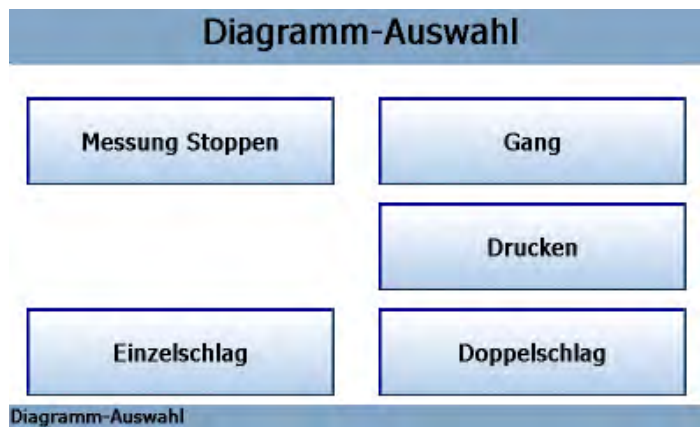 Diagramm-Auswahl
Messung Stoppen
Gang
Drucken
Einzelschlag
Doppelschlag
Diagramm-Auswahl